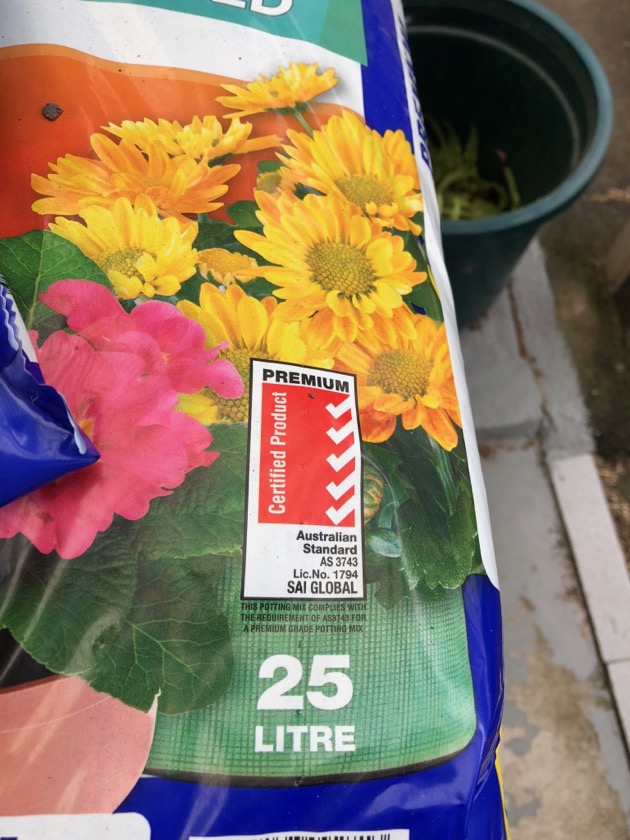 PREMIUM
Certified Product
Australian
Standard
AS 3743
Lic.No. 1794
SAI GLOBAL
THIS POTTING MIX COMPLIES WITH
THE REQUIREMENT OF AS3743 FOR
A PREMIUM GRADE POTTING MIX
25
LITRE